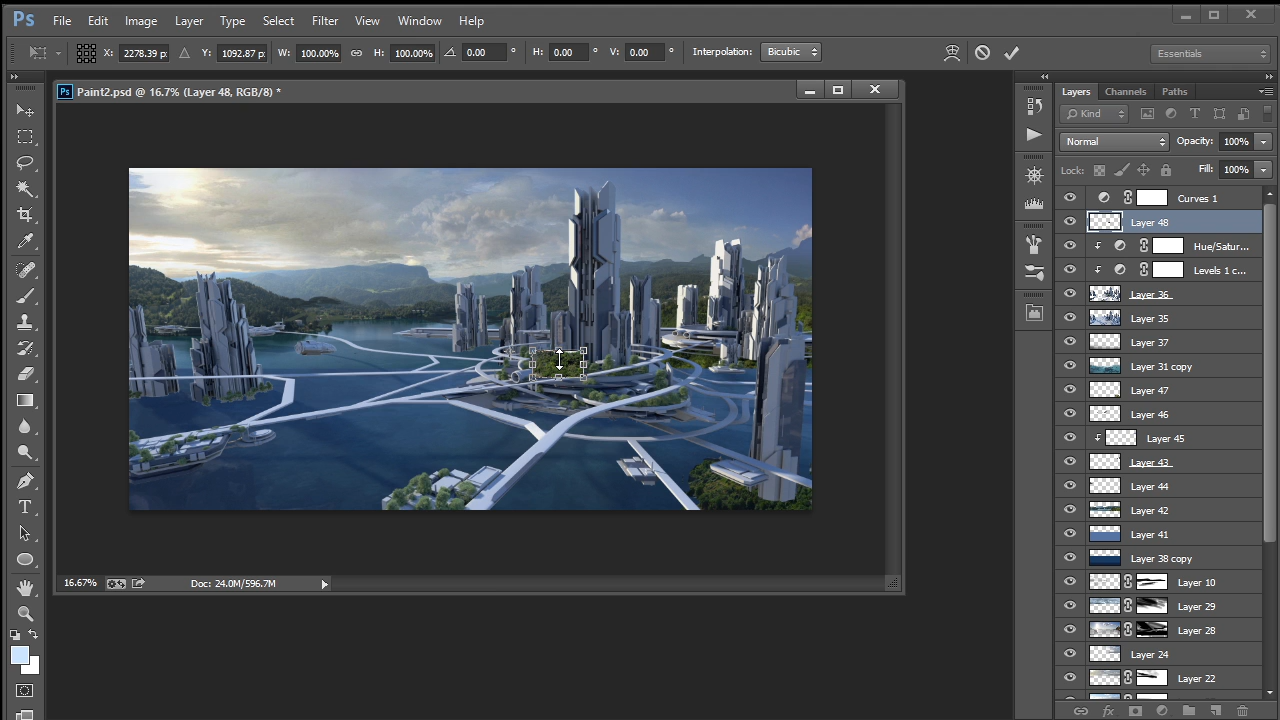 Ps File Edit Image Layer Type Select Filter View Window Help
X: 2278.39 px Y: 1092.87 px W: 100.00% H: 100.00% 0.00 ° H: 0.00 ° V: 0.00 ° Interpolation: Bicubic Essentials
Ps Paint2.psd @ 16.7% (Layer 48, RGB/8) *
Layers Channels Paths
Kind
Normal Opacity: 100%
Lock: Fill: 100%
Curves 1
Layer 48
Hue/Satur...
Levels 1 c...
Layer 36
Layer 35
Layer 37
Layer 31 copy
Layer 47
Layer 46
Layer 45
Layer 43
Layer 44
Layer 42
Layer 41
Layer 38 copy
Layer 10
Layer 29
Layer 28
Layer 24
Layer 22
16.67% Doc: 24.0M/596.7M
fx